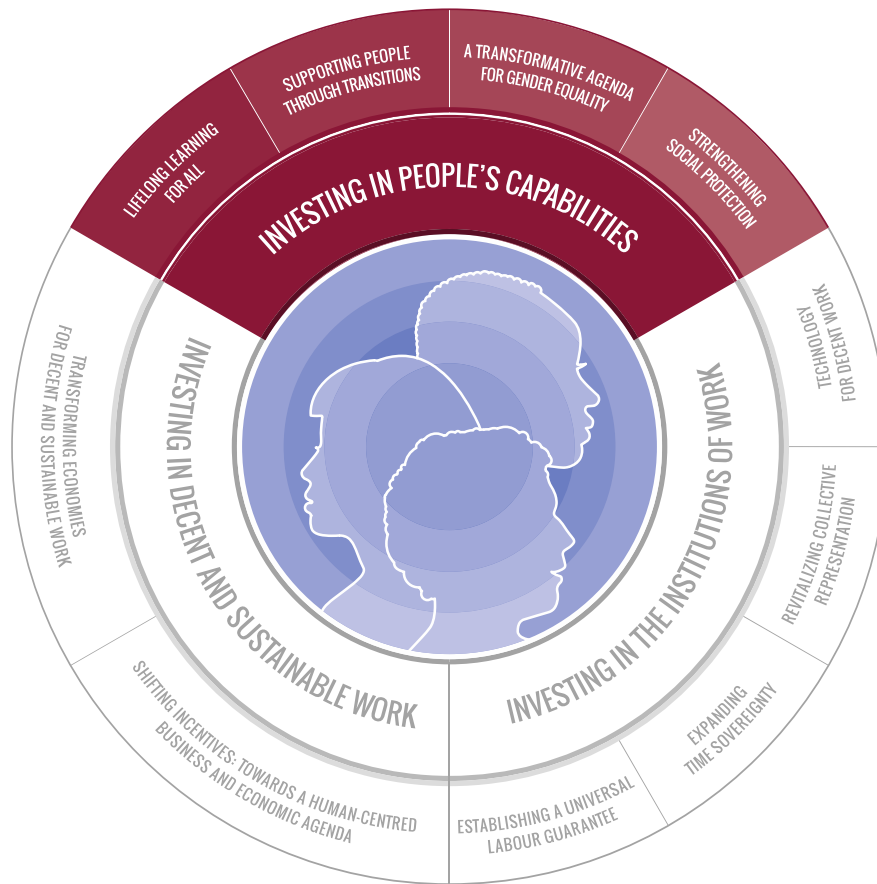 LIFELONG LEARNING
FOR ALL
SUPPORTING PEOPLE
THROUGH TRANSITIONS
A TRANSFORMATIVE AGENDA
FOR GENDER EQUALITY
STRENGTHENING
SOCIAL PROTECTION
INVESTING IN PEOPLE'S CAPABILITIES
TECHNOLOGY
FOR DECENT WORK
REVITALIZING COLLECTIVE
REPRESENTATION
EXPANDING
TIME SOVEREIGNTY
ESTABLISHING A UNIVERSAL
LABOUR GUARANTEE
INVESTING IN THE INSTITUTIONS OF WORK
TRANSFORMING ECONOMIES
FOR DECENT AND SUSTAINABLE WORK
SHIFTING INCENTIVES: TOWARDS A HUMAN-CENTRED
BUSINESS AND ECONOMIC AGENDA
INVESTING IN DECENT AND SUSTAINABLE WORK